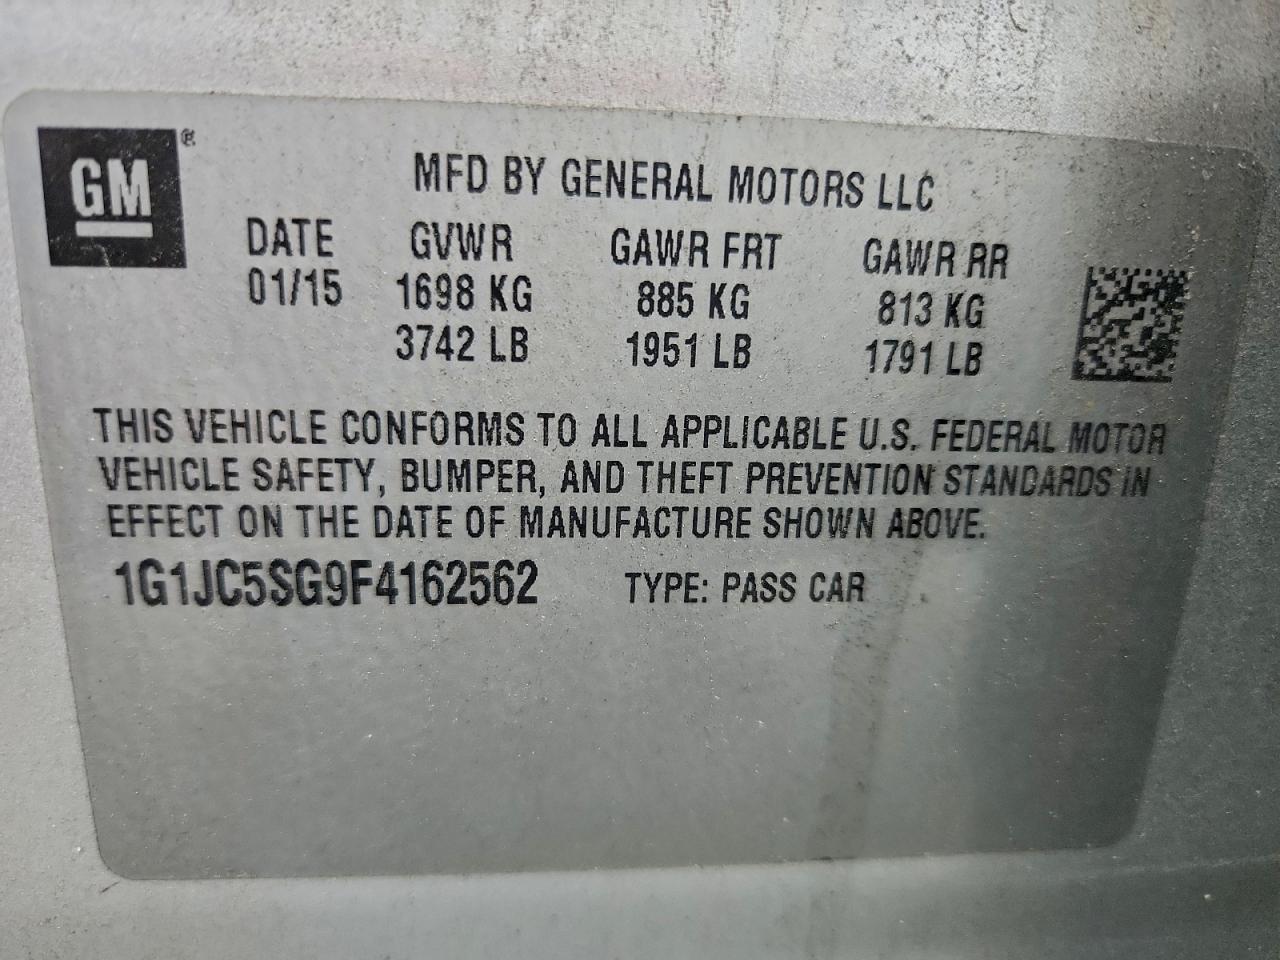 GM®
MFD BY GENERAL MOTORS LLC
DATE GVWR GAWR FRT GAWR RR
01/15 1698 KG 885 KG 813 KG
3742 LB 1951 LB 1791 LB
THIS VEHICLE CONFORMS TO ALL APPLICABLE U.S. FEDERAL MOTOR
VEHICLE SAFETY, BUMPER, AND THEFT PREVENTION STANDARDS IN
EFFECT ON THE DATE OF MANUFACTURE SHOWN ABOVE.
1G1JC5SG9F4162562 TYPE: PASS CAR